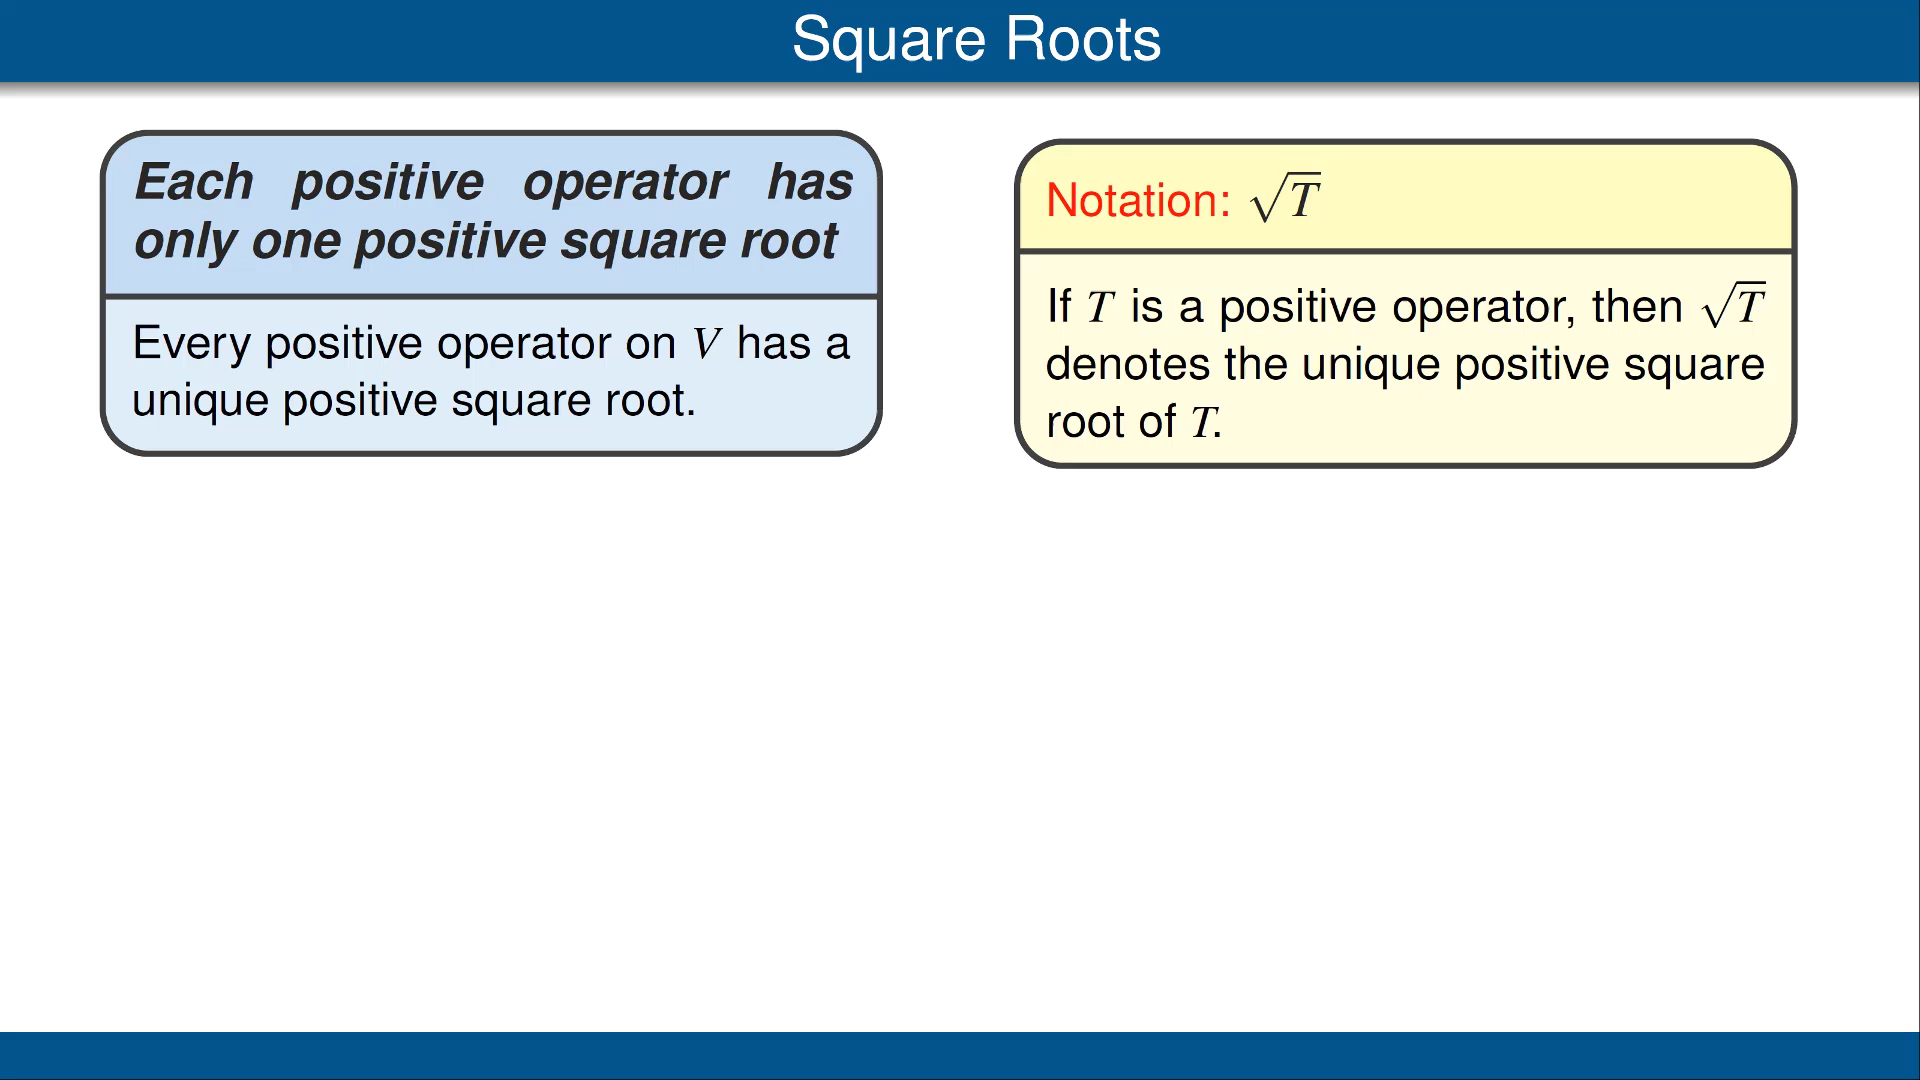 Square Roots
Each positive operator has
only one positive square root
Every positive operator on V has a
unique positive square root.
Notation: √T
If T is a positive operator, then √T
denotes the unique positive square
root of T.